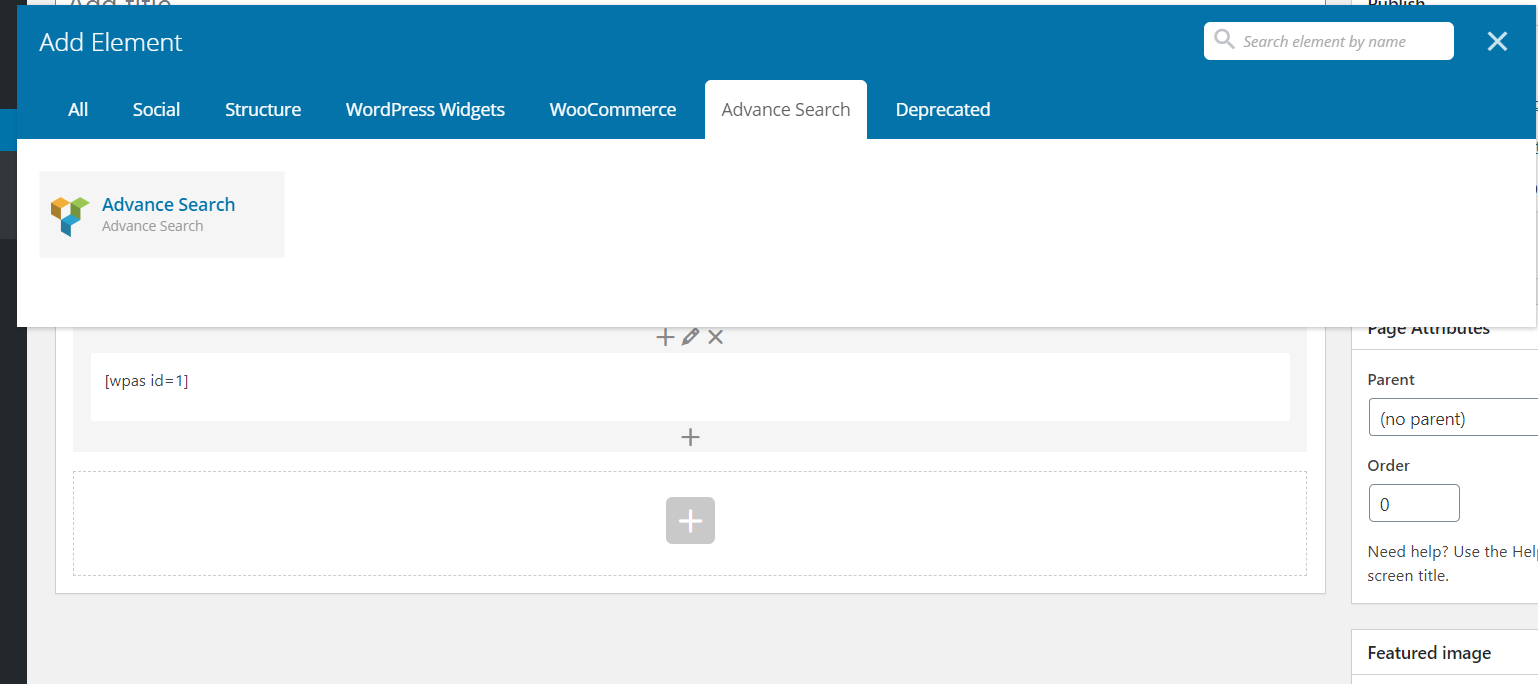 Add title
Publish
Add Element
Search element by name
All Social Structure WordPress Widgets WooCommerce Advance Search Deprecated
Advance Search
Advance Search
Page Attributes
[wpas id=1]
Parent
(no parent)
Order
0
Need help? Use the Hel
screen title.
Featured image